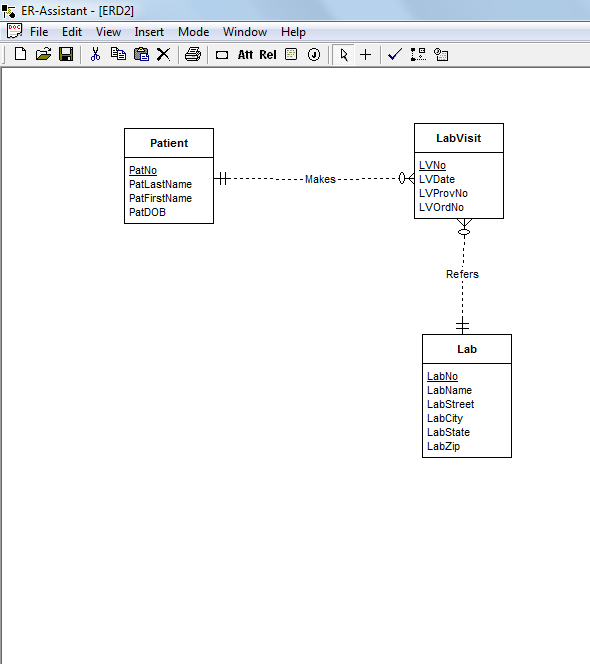 ER-Assistant - [ERD2]
DOC File Edit View Insert Mode Window Help
Att Rel J
Patient
PatNo
PatLastName
PatFirstName
PatDOB
Makes
LabVisit
LVNo
LVDate
LVProvNo
LVOrdNo
Refers
Lab
LabNo
LabName
LabStreet
LabCity
LabState
LabZip